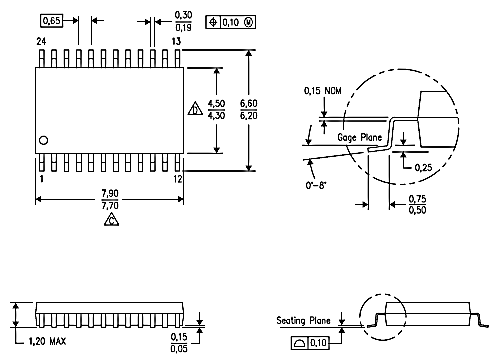 0,65
0,30
0,19
0,10 M
24
13
0,15 NOM
D
4,50
4,30
6,60
6,20
Gage Plane
0,25
1
12
0°–8°
7,90
7,70
0,75
0,50
C
Seating Plane
1,20 MAX
0,15
0,05
0,10